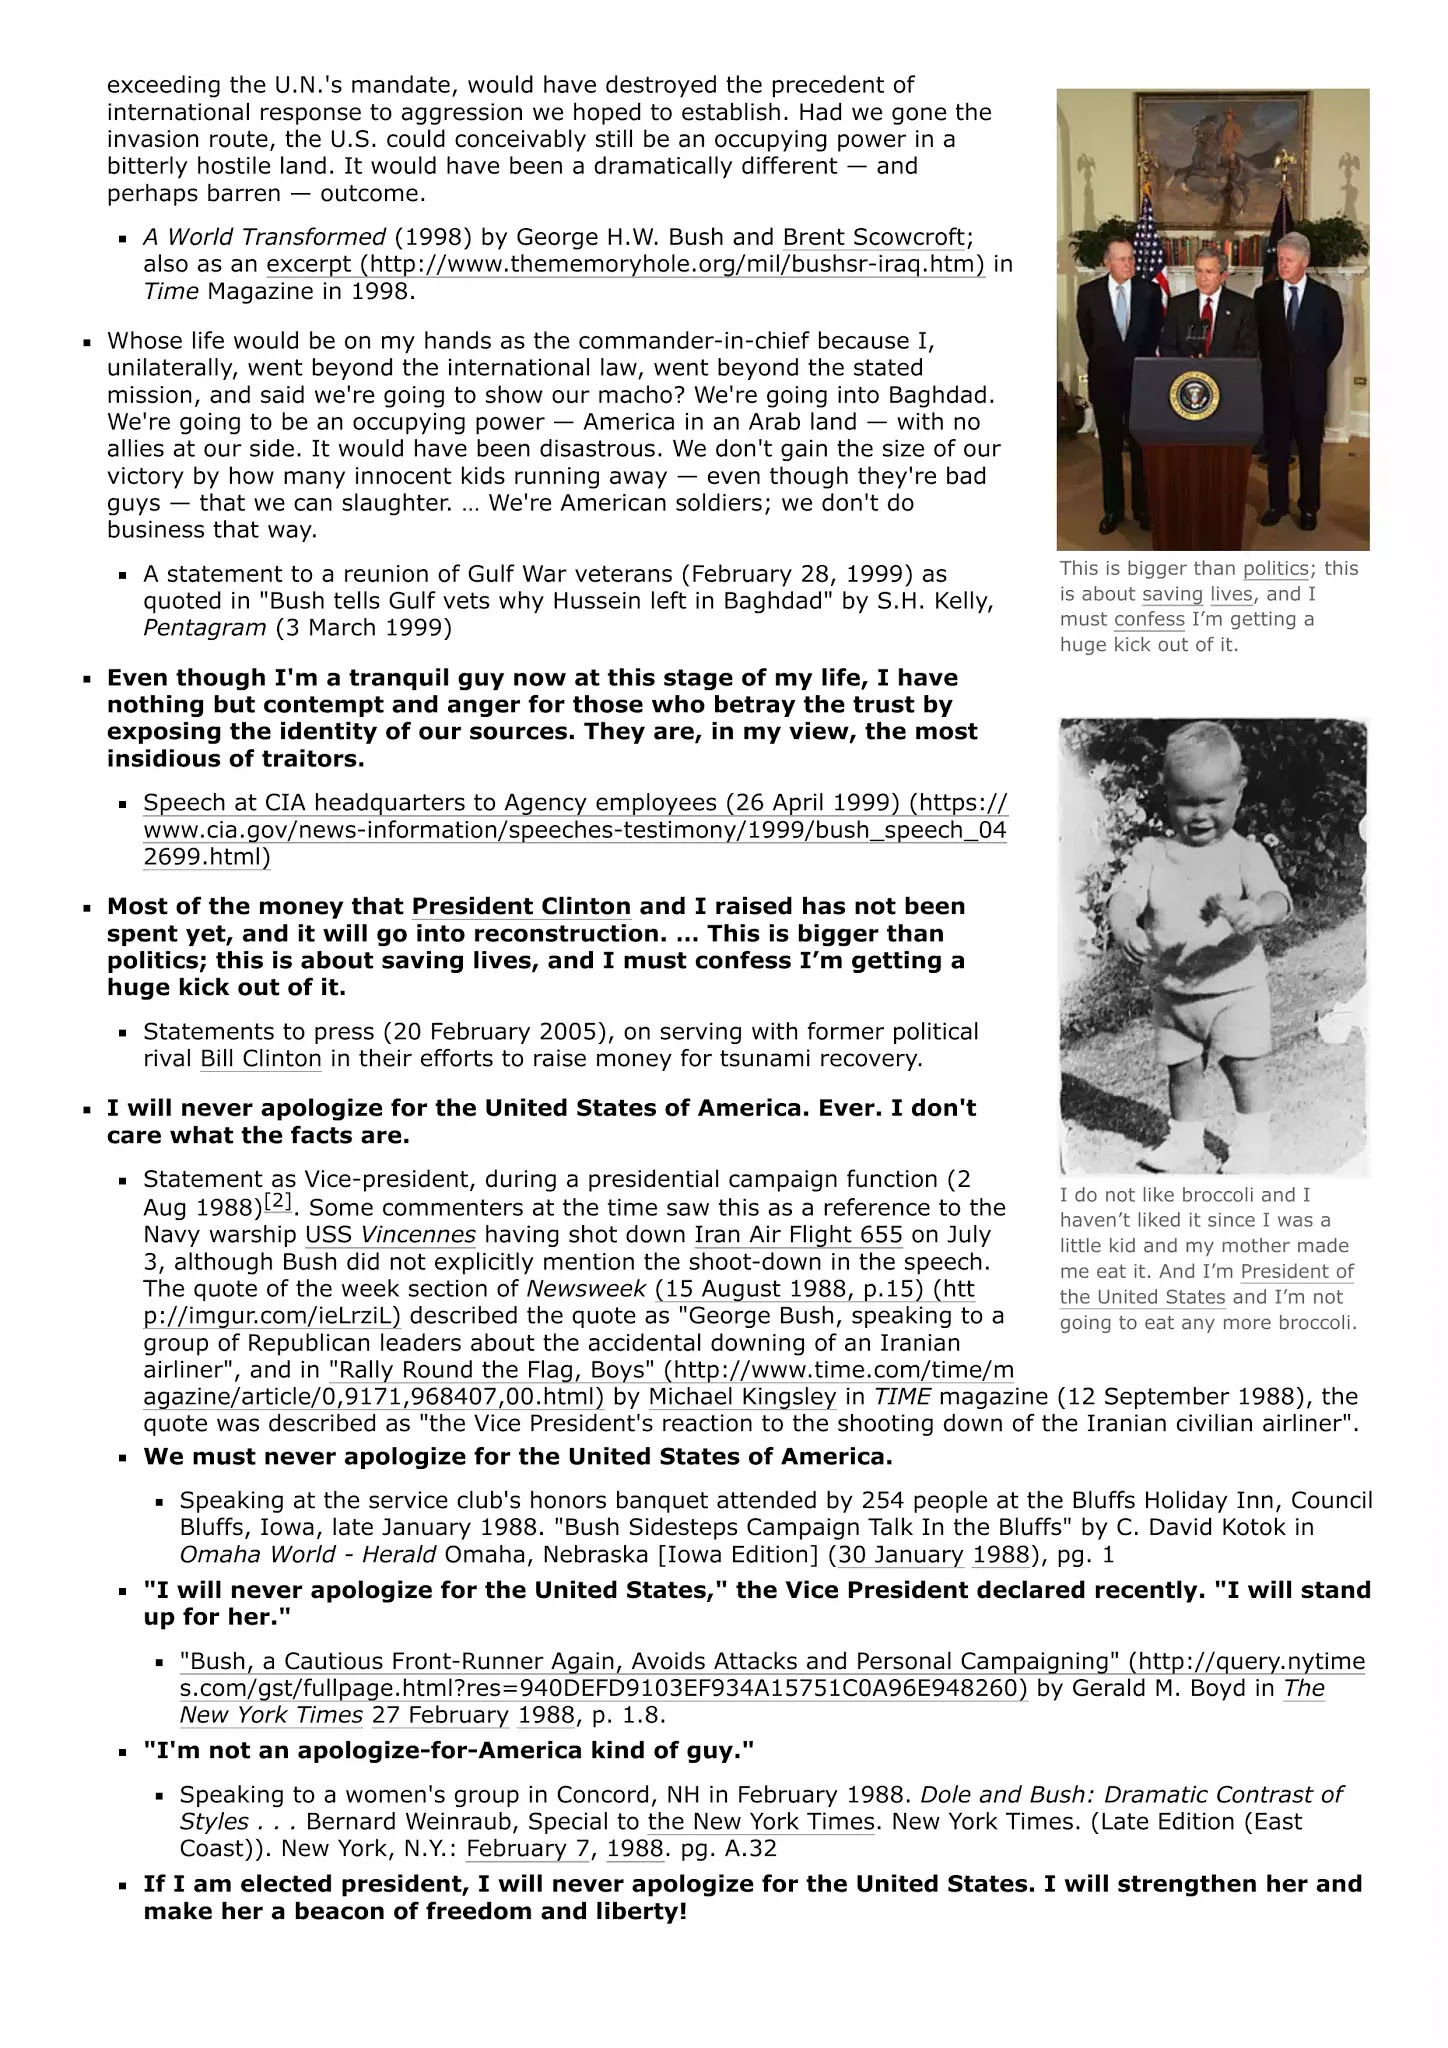 exceeding the U.N.'s mandate, would have destroyed the precedent of
international response to aggression we hoped to establish. Had we gone the
invasion route, the U.S. could conceivably still be an occupying power in a
bitterly hostile land. It would have been a dramatically different — and
perhaps barren — outcome.
▪ A World Transformed (1998) by George H.W. Bush and Brent Scowcroft;
also as an excerpt (http://www.thememoryhole.org/mil/bushsr-iraq.htm) in
Time Magazine in 1998.
▪ Whose life would be on my hands as the commander-in-chief because I,
unilaterally, went beyond the international law, went beyond the stated
mission, and said we're going to show our macho? We're going into Baghdad.
We're going to be an occupying power — America in an Arab land — with no
allies at our side. It would have been disastrous. We don't gain the size of our
victory by how many innocent kids running away — even though they're bad
guys — that we can slaughter. … We're American soldiers; we don't do
business that way.
▪ A statement to a reunion of Gulf War veterans (February 28, 1999) as
quoted in "Bush tells Gulf vets why Hussein left in Baghdad" by S.H. Kelly,
Pentagram (3 March 1999)
This is bigger than politics; this
is about saving lives, and I
must confess I’m getting a
huge kick out of it.
▪ Even though I'm a tranquil guy now at this stage of my life, I have
nothing but contempt and anger for those who betray the trust by
exposing the identity of our sources. They are, in my view, the most
insidious of traitors.
▪ Speech at CIA headquarters to Agency employees (26 April 1999) (https://
www.cia.gov/news-information/speeches-testimony/1999/bush_speech_04
2699.html)
▪ Most of the money that President Clinton and I raised has not been
spent yet, and it will go into reconstruction. … This is bigger than
politics; this is about saving lives, and I must confess I’m getting a
huge kick out of it.
▪ Statements to press (20 February 2005), on serving with former political
rival Bill Clinton in their efforts to raise money for tsunami recovery.
▪ I will never apologize for the United States of America. Ever. I don't
care what the facts are.
I do not like broccoli and I
haven’t liked it since I was a
little kid and my mother made
me eat it. And I’m President of
the United States and I’m not
going to eat any more broccoli.
▪ Statement as Vice-president, during a presidential campaign function (2
Aug 1988)[2]. Some commenters at the time saw this as a reference to the
Navy warship USS Vincennes having shot down Iran Air Flight 655 on July
3, although Bush did not explicitly mention the shoot-down in the speech.
The quote of the week section of Newsweek (15 August 1988, p.15) (htt
p://imgur.com/ieLrziL) described the quote as "George Bush, speaking to a
group of Republican leaders about the accidental downing of an Iranian
airliner", and in "Rally Round the Flag, Boys" (http://www.time.com/time/m
agazine/article/0,9171,968407,00.html) by Michael Kingsley in TIME magazine (12 September 1988), the
quote was described as "the Vice President's reaction to the shooting down of the Iranian civilian airliner".
▪ We must never apologize for the United States of America.
▪ Speaking at the service club's honors banquet attended by 254 people at the Bluffs Holiday Inn, Council
Bluffs, Iowa, late January 1988. "Bush Sidesteps Campaign Talk In the Bluffs" by C. David Kotok in
Omaha World - Herald Omaha, Nebraska [Iowa Edition] (30 January 1988), pg. 1
▪ "I will never apologize for the United States," the Vice President declared recently. "I will stand
up for her."
▪ "Bush, a Cautious Front-Runner Again, Avoids Attacks and Personal Campaigning" (http://query.nytime
s.com/gst/fullpage.html?res=940DEFD9103EF934A15751C0A96E948260) by Gerald M. Boyd in The
New York Times 27 February 1988, p. 1.8.
▪ "I'm not an apologize-for-America kind of guy."
▪ Speaking to a women's group in Concord, NH in February 1988. Dole and Bush: Dramatic Contrast of
Styles . . . Bernard Weinraub, Special to the New York Times. New York Times. (Late Edition (East
Coast)). New York, N.Y.: February 7, 1988. pg. A.32
▪ If I am elected president, I will never apologize for the United States. I will strengthen her and
make her a beacon of freedom and liberty!